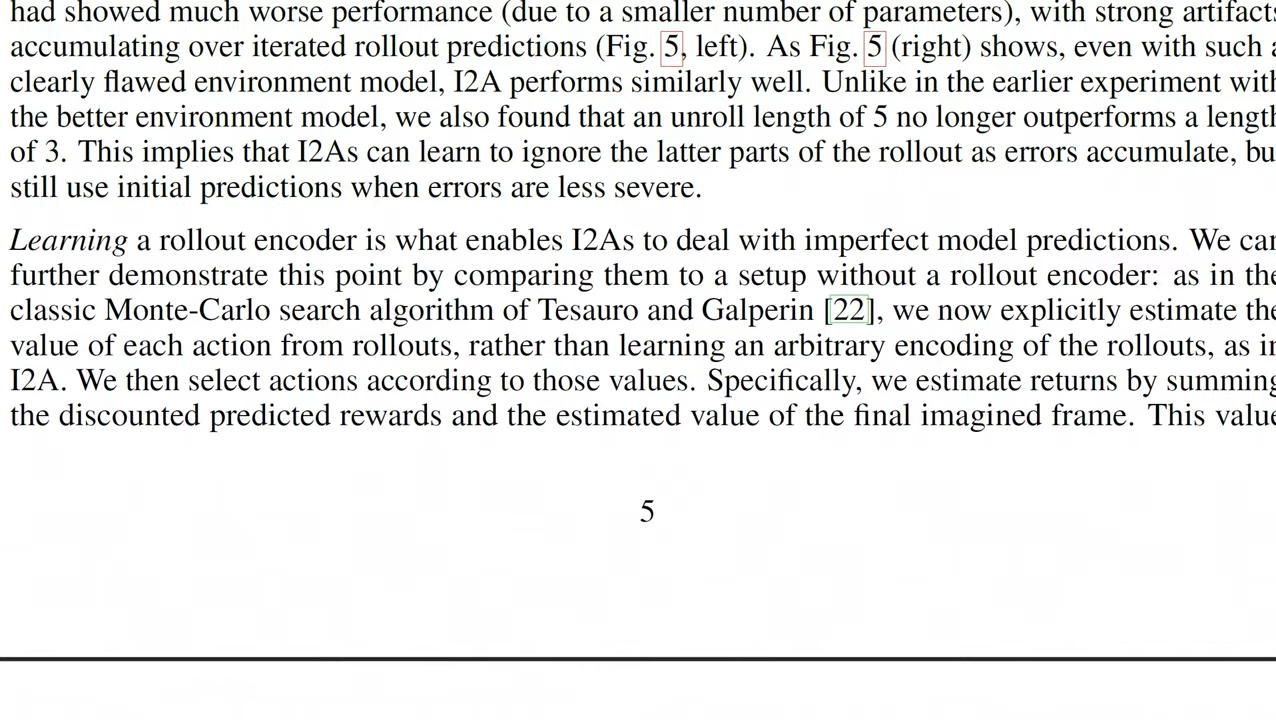 had showed much worse performance (due to a smaller number of parameters), with strong artifacts
accumulating over iterated rollout predictions (Fig. 5, left). As Fig. 5 (right) shows, even with such a
clearly flawed environment model, I2A performs similarly well. Unlike in the earlier experiment with
the better environment model, we also found that an unroll length of 5 no longer outperforms a length
of 3. This implies that I2As can learn to ignore the latter parts of the rollout as errors accumulate, bu
still use initial predictions when errors are less severe.
Learning a rollout encoder is what enables I2As to deal with imperfect model predictions. We can
further demonstrate this point by comparing them to a setup without a rollout encoder: as in the
classic Monte-Carlo search algorithm of Tesauro and Galperin [22], we now explicitly estimate the
value of each action from rollouts, rather than learning an arbitrary encoding of the rollouts, as in
I2A. We then select actions according to those values. Specifically, we estimate returns by summing
the discounted predicted rewards and the estimated value of the final imagined frame. This value
5